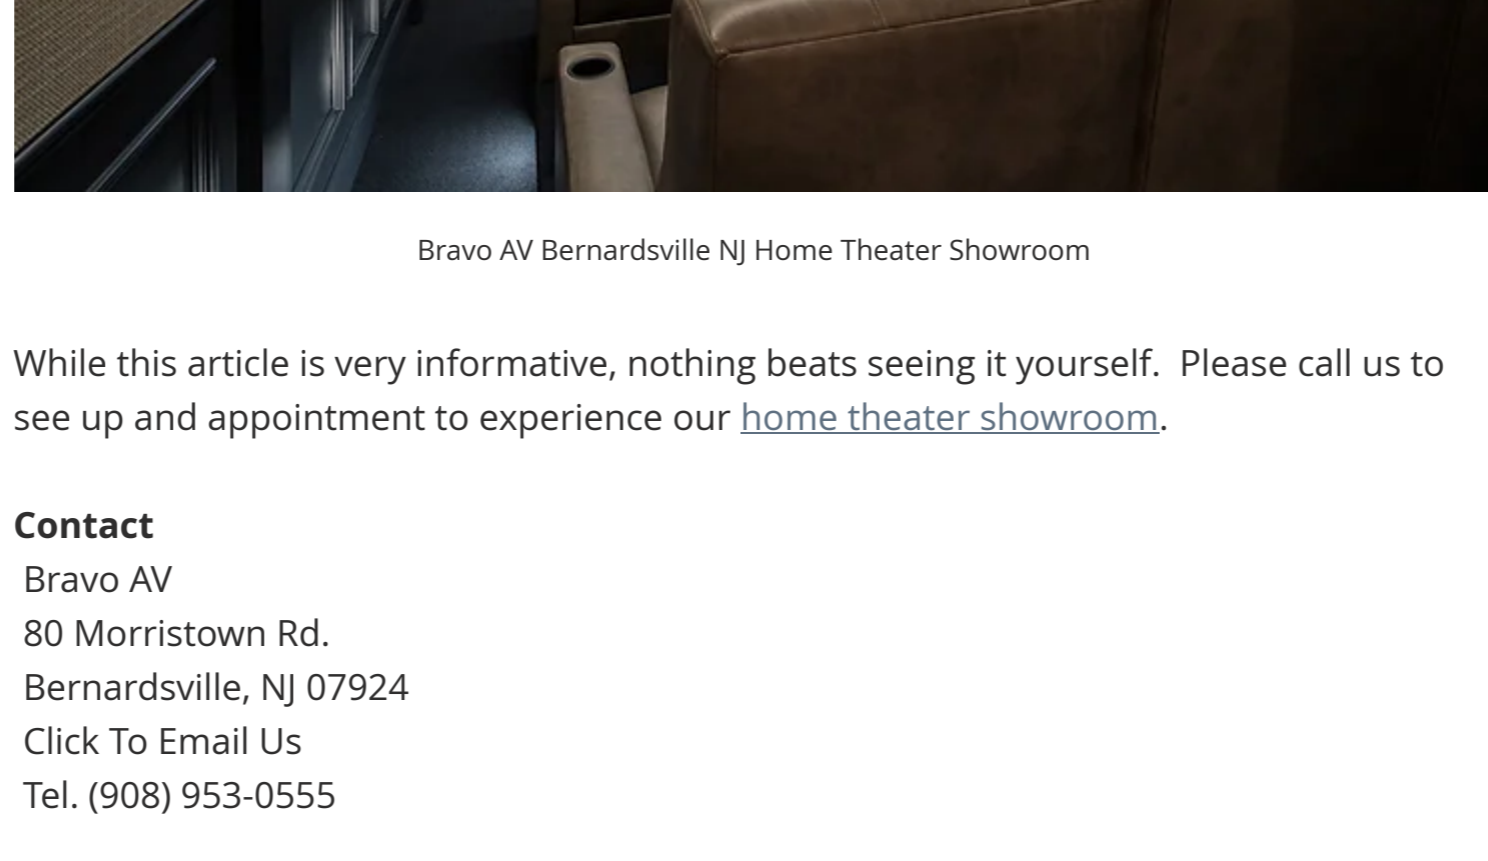 Bravo AV Bernardsville NJ Home Theater Showroom
While this article is very informative, nothing beats seeing it yourself.  Please call us to
see up and appointment to experience our home theater showroom.
Contact
Bravo AV
80 Morristown Rd.
Bernardsville, NJ 07924
Click To Email Us
Tel. (908) 953-0555